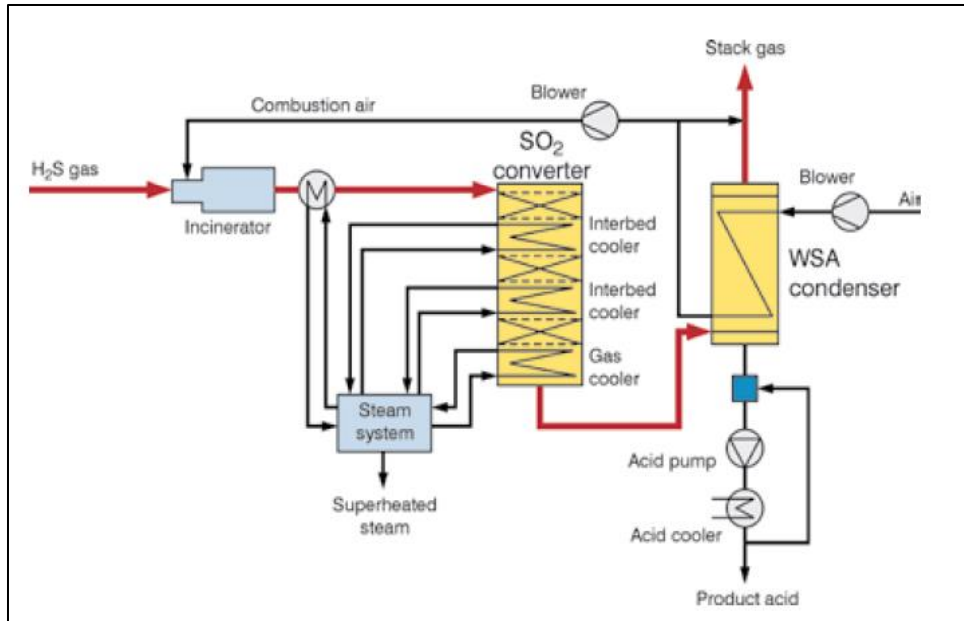 Stack gas
Combustion air
Blower
SO₂
converter
H₂S gas
Blower
Air
Incinerator
Interbed
cooler
WSA
condenser
Interbed
cooler
Gas
cooler
Steam
system
Acid pump
Superheated
steam
Acid cooler
Product acid